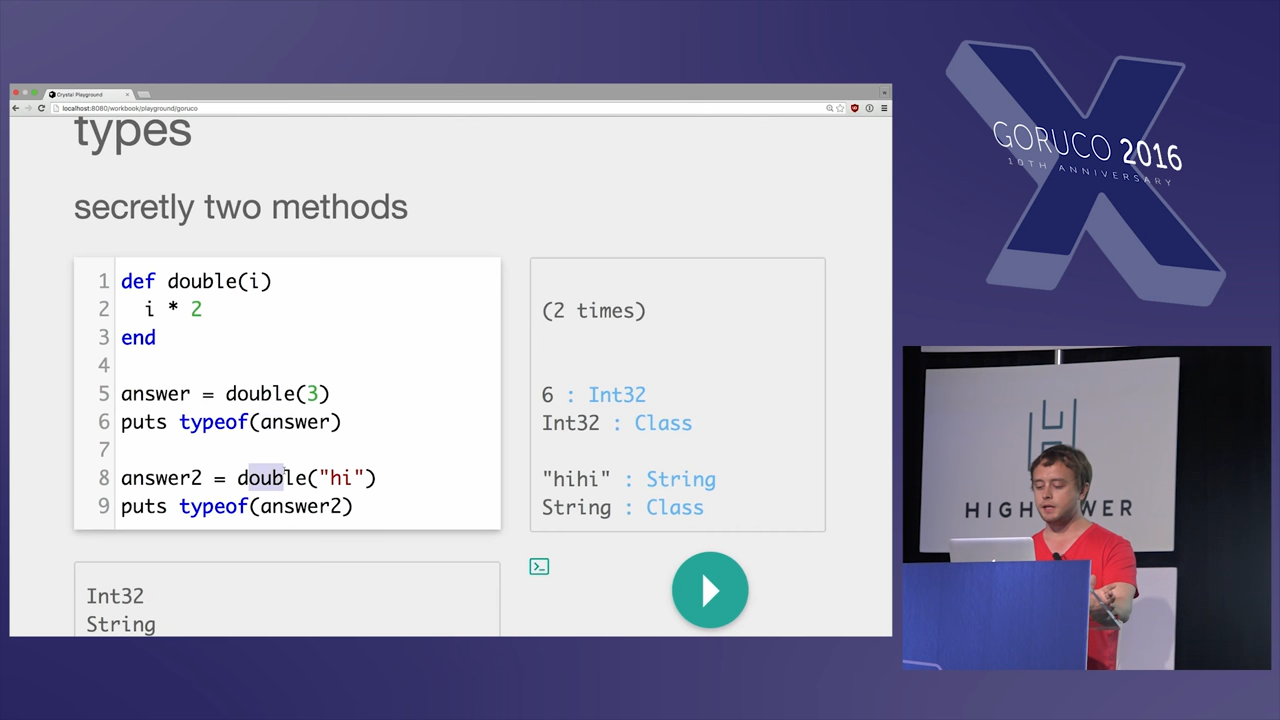 Crystal Playground
localhost:8080/workbook/playground/goruco
types
secretly two methods
1 def double(i)
2 i * 2
3 end
4
5 answer = double(3)
6 puts typeof(answer)
7
8 answer2 = double("hi")
9 puts typeof(answer2)
(2 times)
6 : Int32
Int32 : Class
"hihi" : String
String : Class
Int32
String
GORUCO 2016
10TH ANNIVERSARY